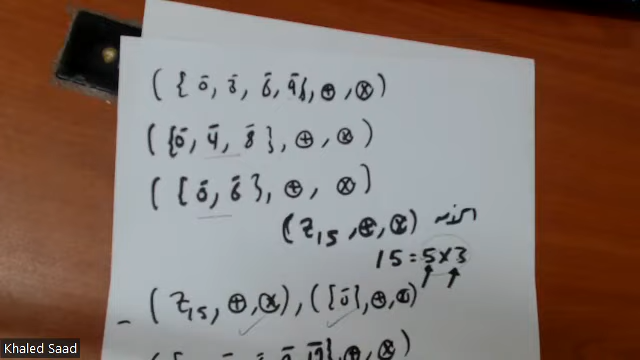 ({ 0̄, 3̄, 6̄, 9̄ }, ⊕, ⊗)
({ 0̄, 4̄, 8̄ }, ⊕, ⊗)
({ 0̄, 6̄ }, ⊕, ⊗)
(Z₁₅, ⊕, ⊗)
15 = 5 × 3
(Z₁₅, ⊕, ⊗), ({0̄}, ⊕, ⊗)
Khaled Saad